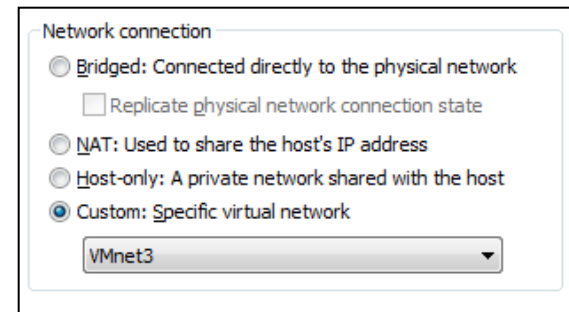 Network connection
Bridged: Connected directly to the physical network
Replicate physical network connection state
NAT: Used to share the host's IP address
Host-only: A private network shared with the host
Custom: Specific virtual network
VMnet3